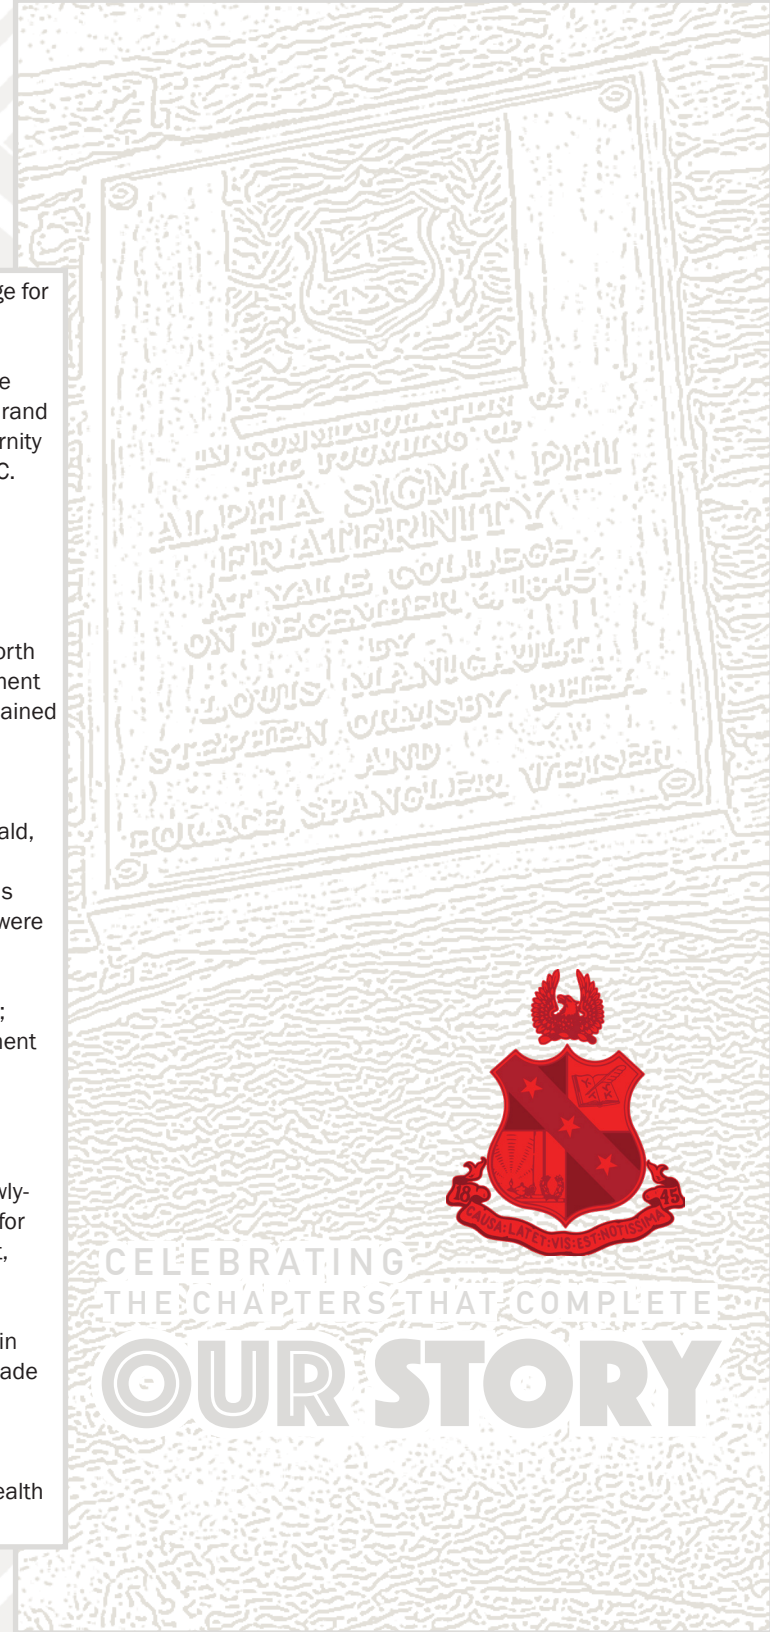 ge for
e
rand
rnity
C.
orth
nent
ained
ald,
s
were
;
nent
wly-
for
t,
in
ade
ealth
IN COMMEMORATION OF
THE FOUNDING OF
ALPHA SIGMA PHI
FRATERNITY
AT YALE COLLEGE
ON DECEMBER 6, 1845
BY
LOUIS MANIGAULT
STEPHEN ORMSBY RHEA
AND
HORACE SPANGLER WEISER
18 45
CAUSA:LATET:VIS:EST:NOTISSIMA
CELEBRATING
THE CHAPTERS THAT COMPLETE
OUR STORY